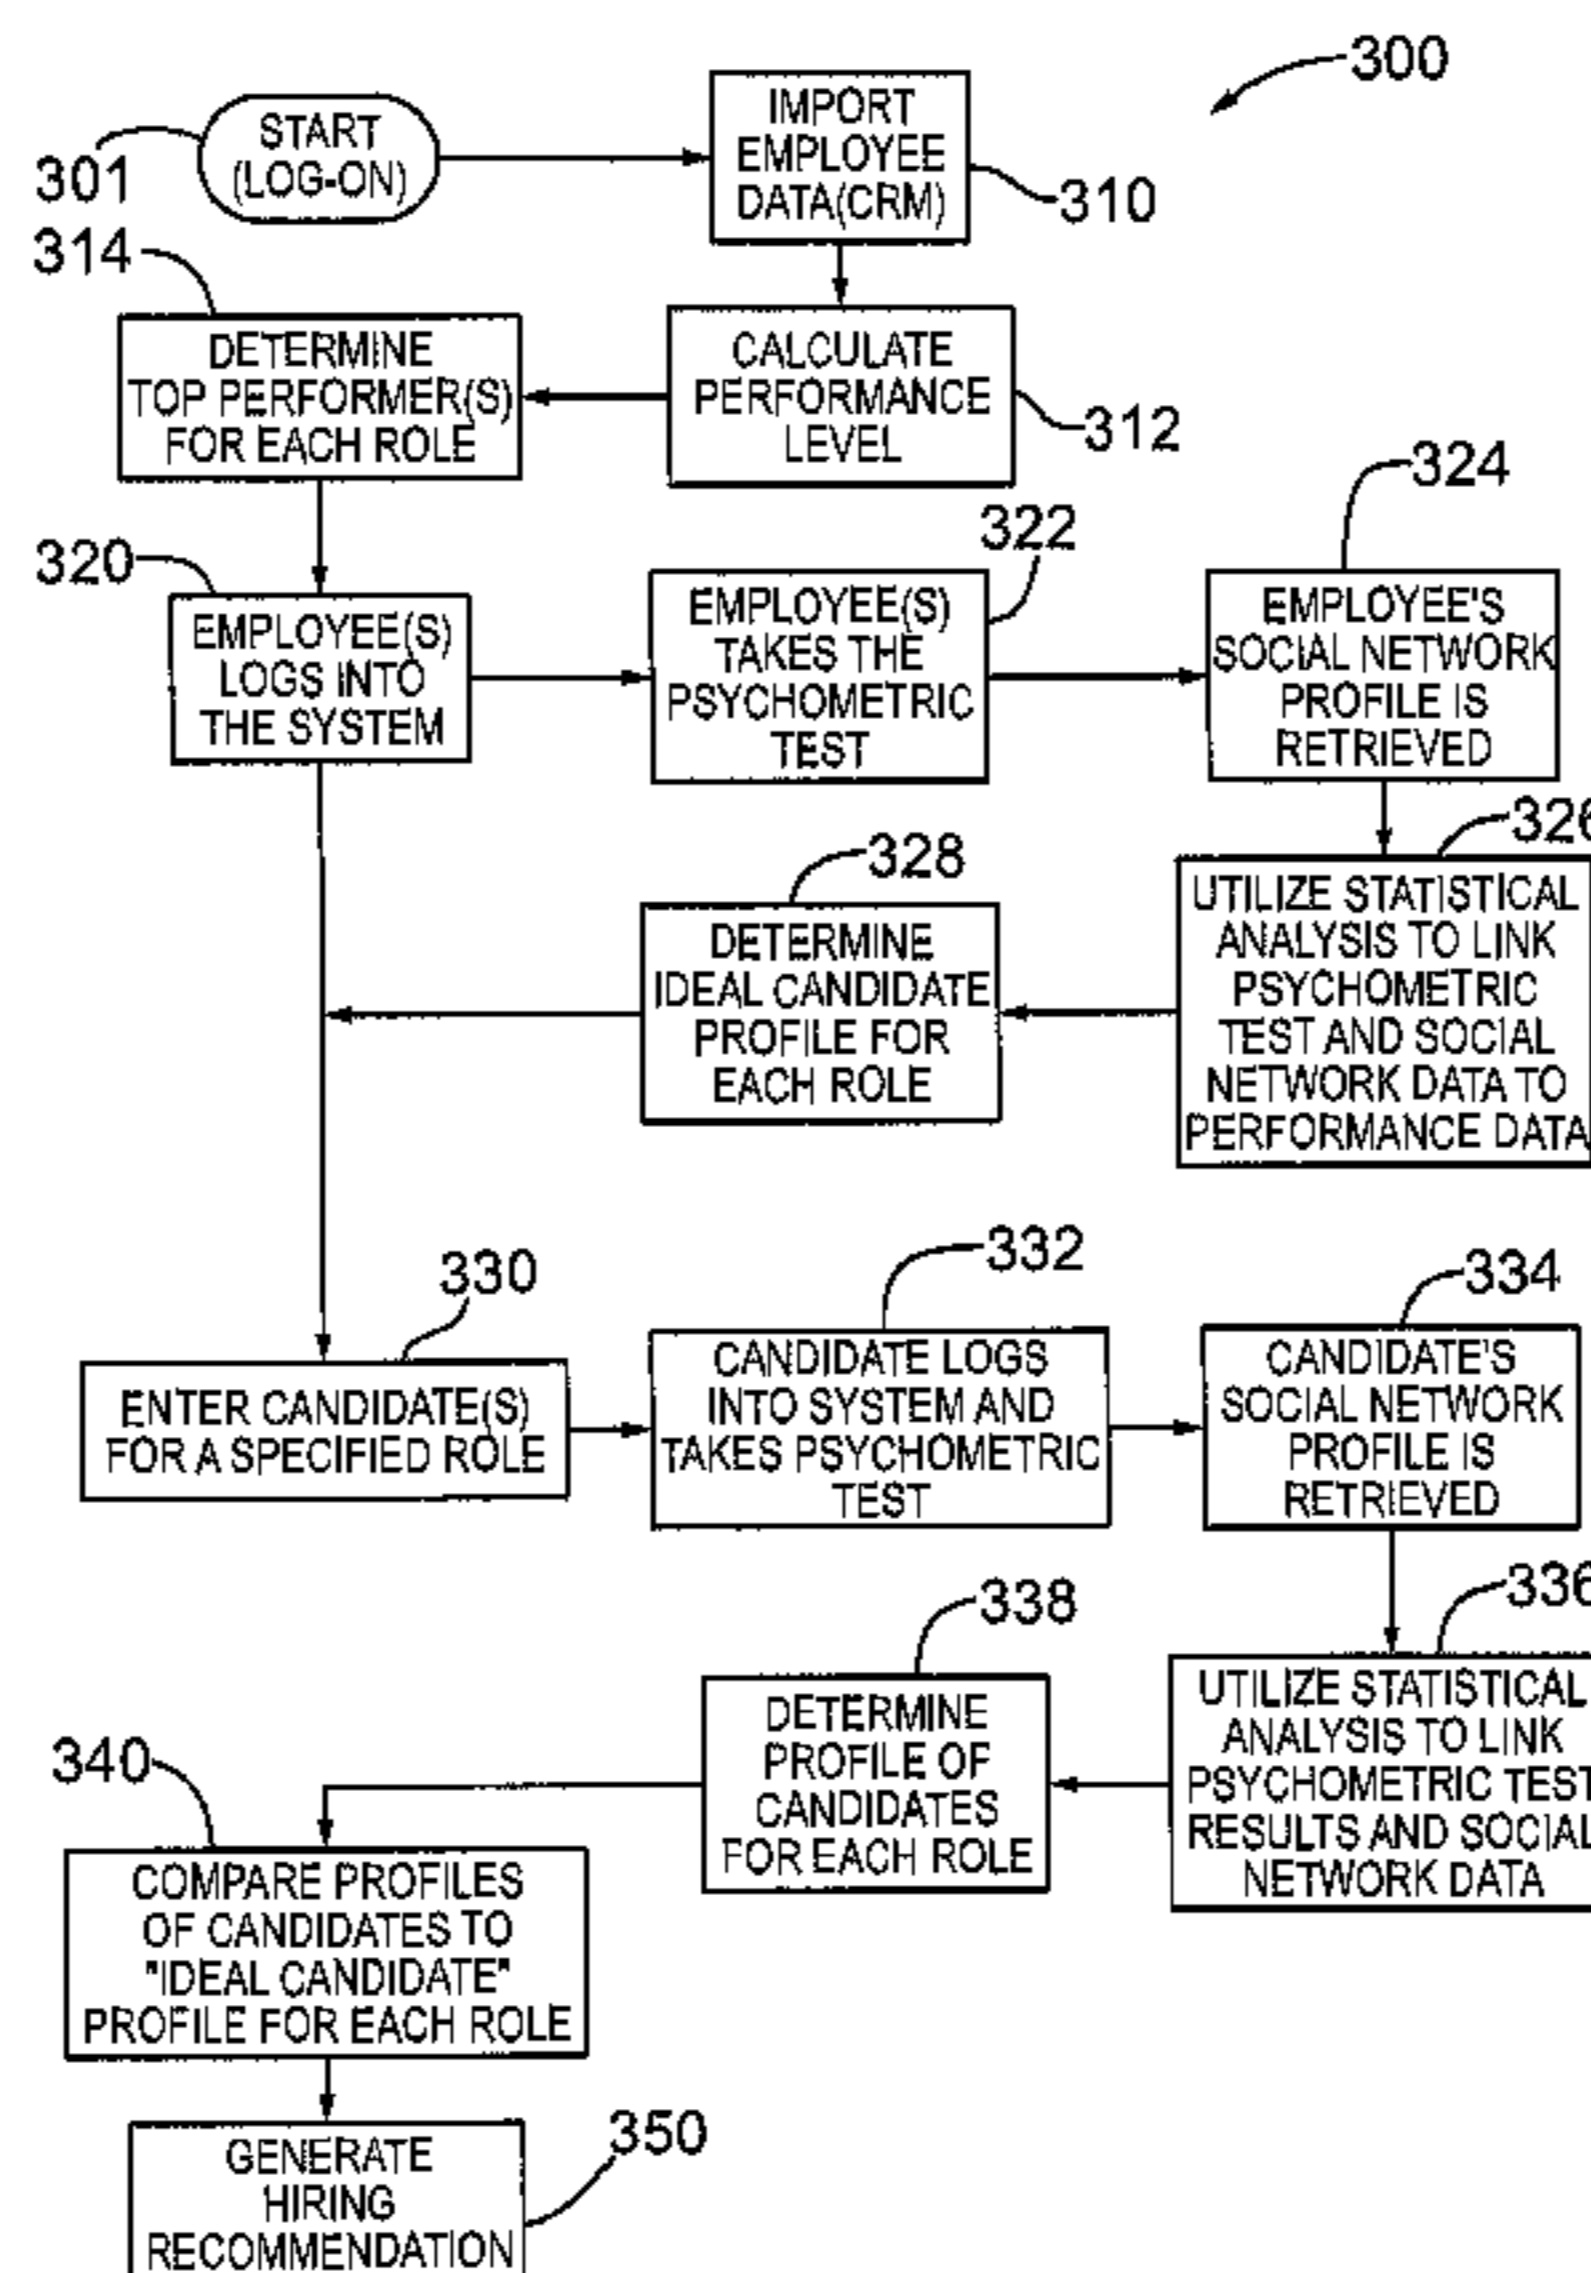 300
START
(LOG-ON)
301
IMPORT
EMPLOYEE
DATA(CRM)
310
314
DETERMINE
TOP PERFORMER(S)
FOR EACH ROLE
CALCULATE
PERFORMANCE
LEVEL
312
320
EMPLOYEE(S)
LOGS INTO
THE SYSTEM
322
EMPLOYEE(S)
TAKES THE
PSYCHOMETRIC
TEST
324
EMPLOYEE'S
SOCIAL NETWORK
PROFILE IS
RETRIEVED
326
UTILIZE STATISTICAL
ANALYSIS TO LINK
PSYCHOMETRIC
TEST AND SOCIAL
NETWORK DATA TO
PERFORMANCE DATA
328
DETERMINE
IDEAL CANDIDATE
PROFILE FOR
EACH ROLE
330
ENTER CANDIDATE(S)
FOR A SPECIFIED ROLE
332
CANDIDATE LOGS
INTO SYSTEM AND
TAKES PSYCHOMETRIC
TEST
334
CANDIDATE'S
SOCIAL NETWORK
PROFILE IS
RETRIEVED
336
UTILIZE STATISTICAL
ANALYSIS TO LINK
PSYCHOMETRIC TEST
RESULTS AND SOCIAL
NETWORK DATA
338
DETERMINE
PROFILE OF
CANDIDATES
FOR EACH ROLE
340
COMPARE PROFILES
OF CANDIDATES TO
"IDEAL CANDIDATE"
PROFILE FOR EACH ROLE
350
GENERATE
HIRING
RECOMMENDATION